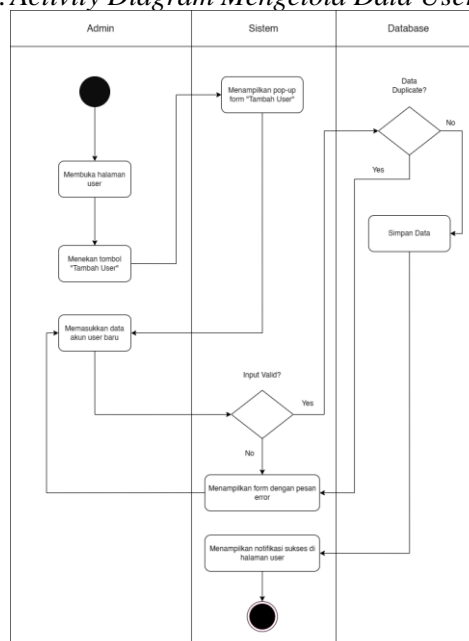 . Activity Diagram Mengelola Data User
Admin
Sistem
Database
Menampilkan pop-up
form "Tambah User"
Data
Duplicate?
No
Yes
Membuka halaman
user
Menekan tombol
"Tambah User"
Simpan Data
Memasukkan data
akun user baru
Input Valid?
Yes
No
Menampilkan form dengan pesan
error
Menampilkan notifikasi sukses di
halaman user